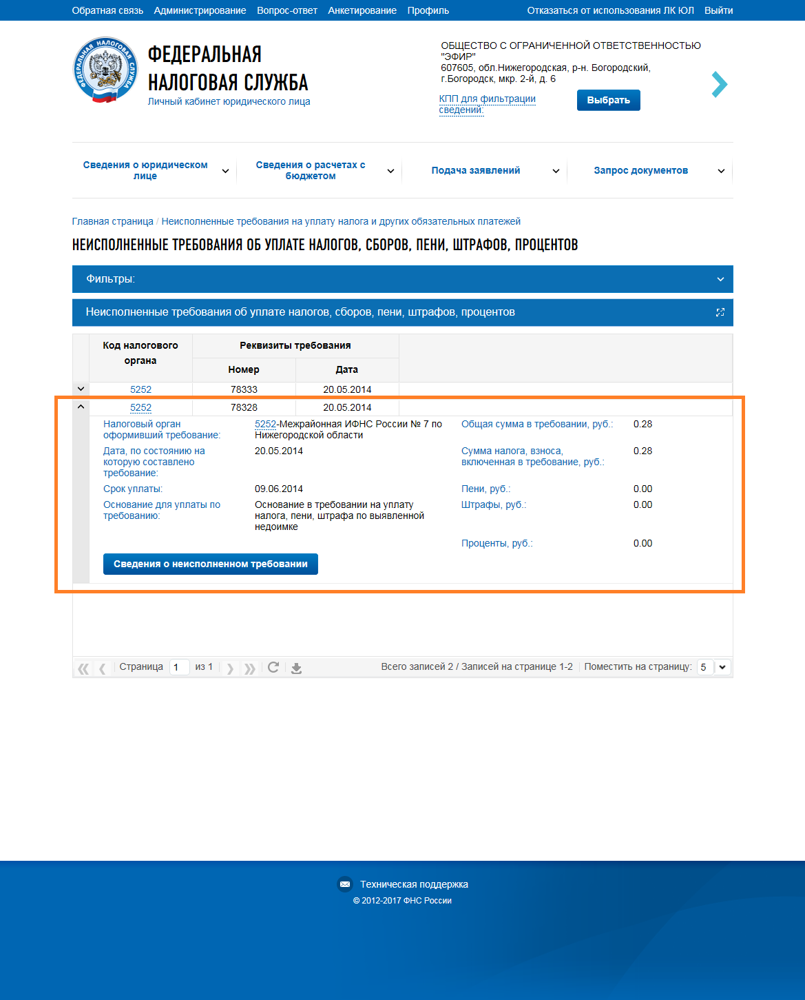 Обратная связь Администрирование Вопрос-ответ Анкетирование Профиль Отказаться от использования ЛК ЮЛ Выйти
ФЕДЕРАЛЬНАЯ НАЛОГОВАЯ СЛУЖБА
ФЕДЕРАЛЬНАЯ
НАЛОГОВАЯ СЛУЖБА
Личный кабинет юридического лица
ОБЩЕСТВО С ОГРАНИЧЕННОЙ ОТВЕТСТВЕННОСТЬЮ
"ЭФИР"
607605, обл.Нижегородская, р-н. Богородский,
г.Богородск, мкр. 2-й, д. 6
КПП для фильтрации
сведений:
Выбрать
Сведения о юридическом
лице
Сведения о расчетах с
бюджетом
Подача заявлений
Запрос документов
Главная страница / Неисполненные требования на уплату налога и других обязательных платежей
НЕИСПОЛНЕННЫЕ ТРЕБОВАНИЯ ОБ УПЛАТЕ НАЛОГОВ, СБОРОВ, ПЕНИ, ШТРАФОВ, ПРОЦЕНТОВ
Фильтры:
Неисполненные требования об уплате налогов, сборов, пени, штрафов, процентов
Код налогового
органа
Реквизиты требования
Номер Дата
5252 78333 20.05.2014
5252 78328 20.05.2014
Налоговый орган
оформивший требование:
5252-Межрайонная ИФНС России № 7 по
Нижегородской области
Общая сумма в требовании, руб.: 0.28
Дата, по состоянию на
которую составлено
требование:
20.05.2014
Сумма налога, взноса,
включенная в требование, руб.:
0.28
Срок уплаты: 09.06.2014 Пени, руб.: 0.00
Основание для уплаты по
требованию:
Основание в требовании на уплату
налога, пени, штрафа по выявленной
недоимке
Штрафы, руб.: 0.00
Проценты, руб.: 0.00
Сведения о неисполненном требовании
Страница 1 из 1 Всего записей 2 / Записей на странице 1-2 Поместить на страницу: 5
Техническая поддержка
© 2012-2017 ФНС России